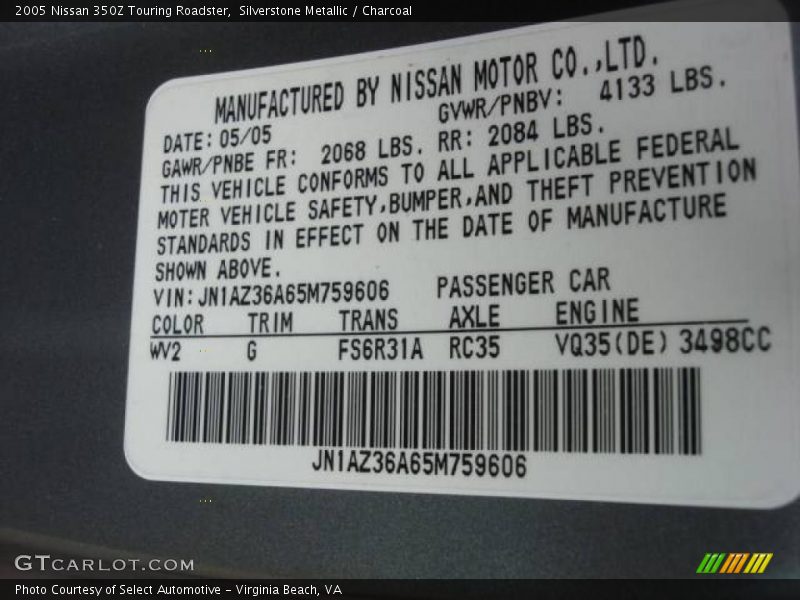 2005 Nissan 350Z Touring Roadster,  Silverstone Metallic / Charcoal
MANUFACTURED BY NISSAN MOTOR CO.,LTD.
DATE: 05/05 GVWR/PNBV: 4133 LBS.
GAWR/PNBE FR: 2068 LBS. RR: 2084 LBS.
THIS VEHICLE CONFORMS TO ALL APPLICABLE FEDERAL
MOTER VEHICLE SAFETY,BUMPER,AND THEFT PREVENTION
STANDARDS IN EFFECT ON THE DATE OF MANUFACTURE
SHOWN ABOVE.
VIN: JN1AZ36A65M759606 PASSENGER CAR
COLOR TRIM TRANS AXLE ENGINE
WV2 G FS6R31A RC35 VQ35(DE) 3498CC
JN1AZ36A65M759606
GTCARLOT.COM
Photo Courtesy of Select Automotive - Virginia Beach, VA